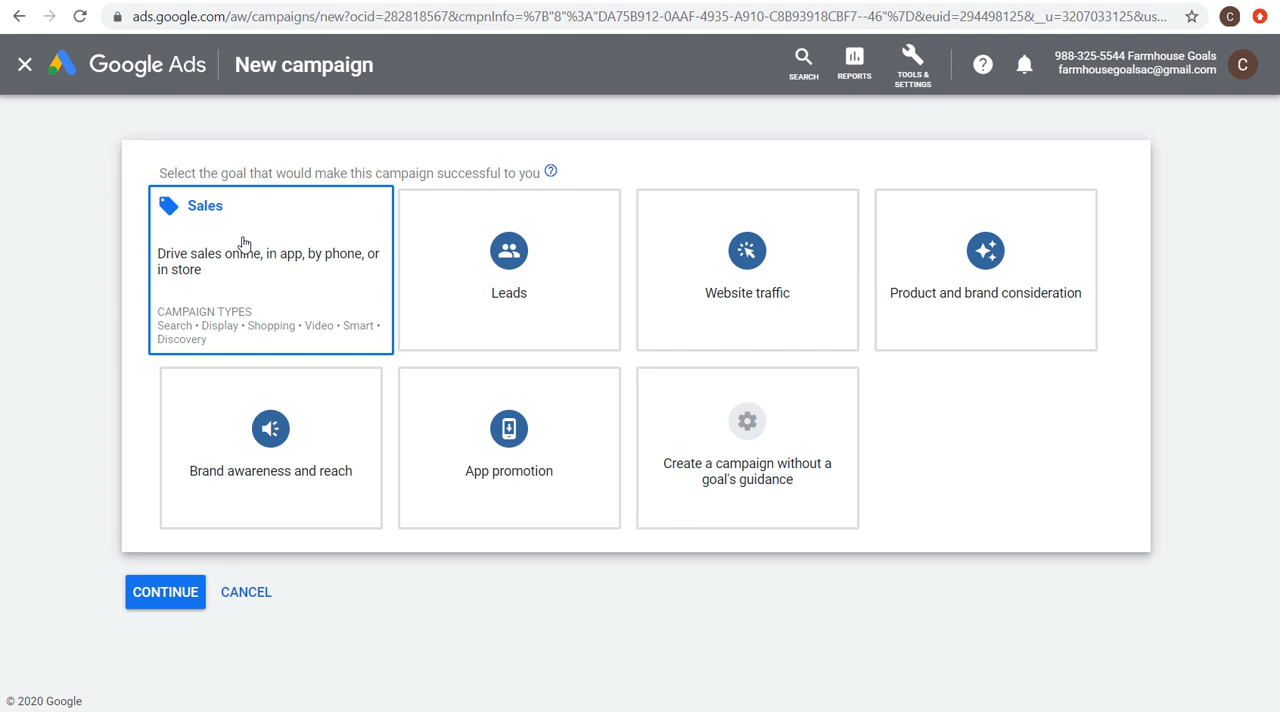 ads.google.com/aw/campaigns/new?ocid=282818567&cmpnInfo=%7B"8"%3A"DA75B912-0AAF-4935-A910-C8B93918CBF7--46"%7D&euid=294498125&__u=3207033125&us...
C
Google Ads
New campaign
SEARCH
REPORTS
TOOLS &
SETTINGS
988-325-5544 Farmhouse Goals
farmhousegoalsac@gmail.com
C
Select the goal that would make this campaign successful to you
Sales
Drive sales online, in app, by phone, or
in store
CAMPAIGN TYPES
Search • Display • Shopping • Video • Smart •
Discovery
Leads
Website traffic
Product and brand consideration
Brand awareness and reach
App promotion
Create a campaign without a
goal's guidance
CONTINUE
CANCEL
© 2020 Google